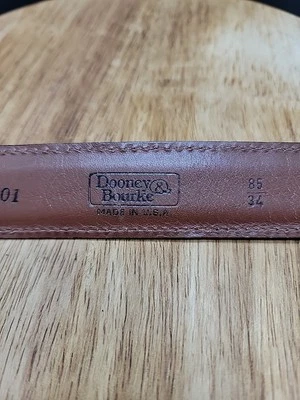 01
Dooney &
Bourke
MADE IN U.S.A
85
34